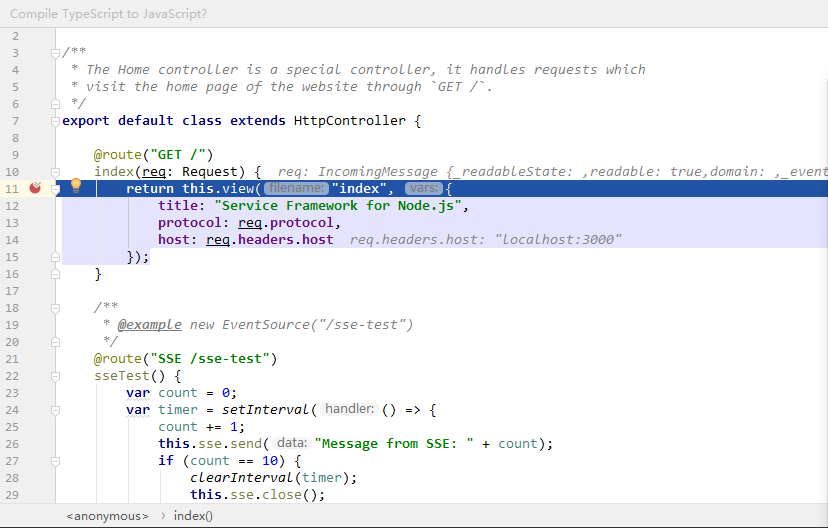 Compile TypeScript to JavaScript?
2
3 /**
4 * The Home controller is a special controller, it handles requests which
5 * visit the home page of the website through `GET /`.
6 */
7 export default class extends HttpController {
8
9 @route("GET /")
10 index(req: Request) { req: IncomingMessage {_readableState: ,readable: true,domain: ,_event
11 return this.view( filename: "index", vars: {
12 title: "Service Framework for Node.js",
13 protocol: req.protocol,
14 host: req.headers.host req.headers.host: "localhost:3000"
15 });
16 }
17
18 /**
19 * @example new EventSource("/sse-test")
20 */
21 @route("SSE /sse-test")
22 sseTest() {
23 var count = 0;
24 var timer = setInterval( handler: () => {
25 count += 1;
26 this.sse.send( data: "Message from SSE: " + count);
27 if (count == 10) {
28 clearInterval(timer);
29 this.sse.close();
<anonymous> › index()